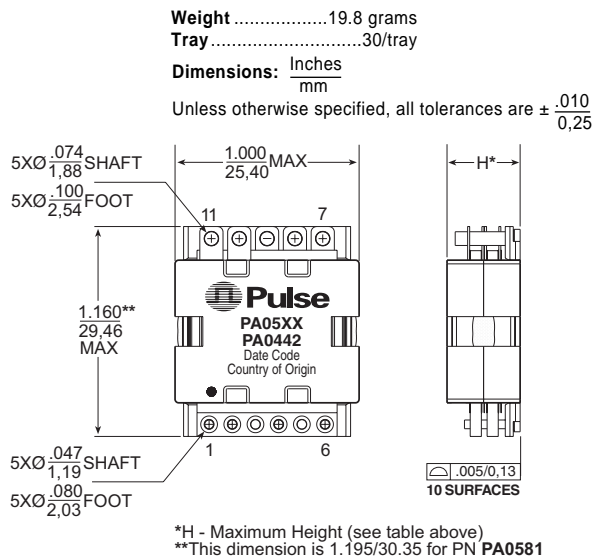 Weight ..................19.8 grams
Tray.............................30/tray
Dimensions: Inches
mm
Unless otherwise specified, all tolerances are ± .010
0,25
5XØ .074 SHAFT
1,88
5XØ .100 FOOT
2,54
1.000 MAX
25,40
H*
11 7
1.160**
29,46
MAX
Pulse
PA05XX
PA0442
Date Code
Country of Origin
5XØ .047 SHAFT
1,19
5XØ .080 FOOT
2,03
1 6
.005/0,13
10 SURFACES
*H - Maximum Height (see table above)
**This dimension is 1.195/30.35 for PN PA0581